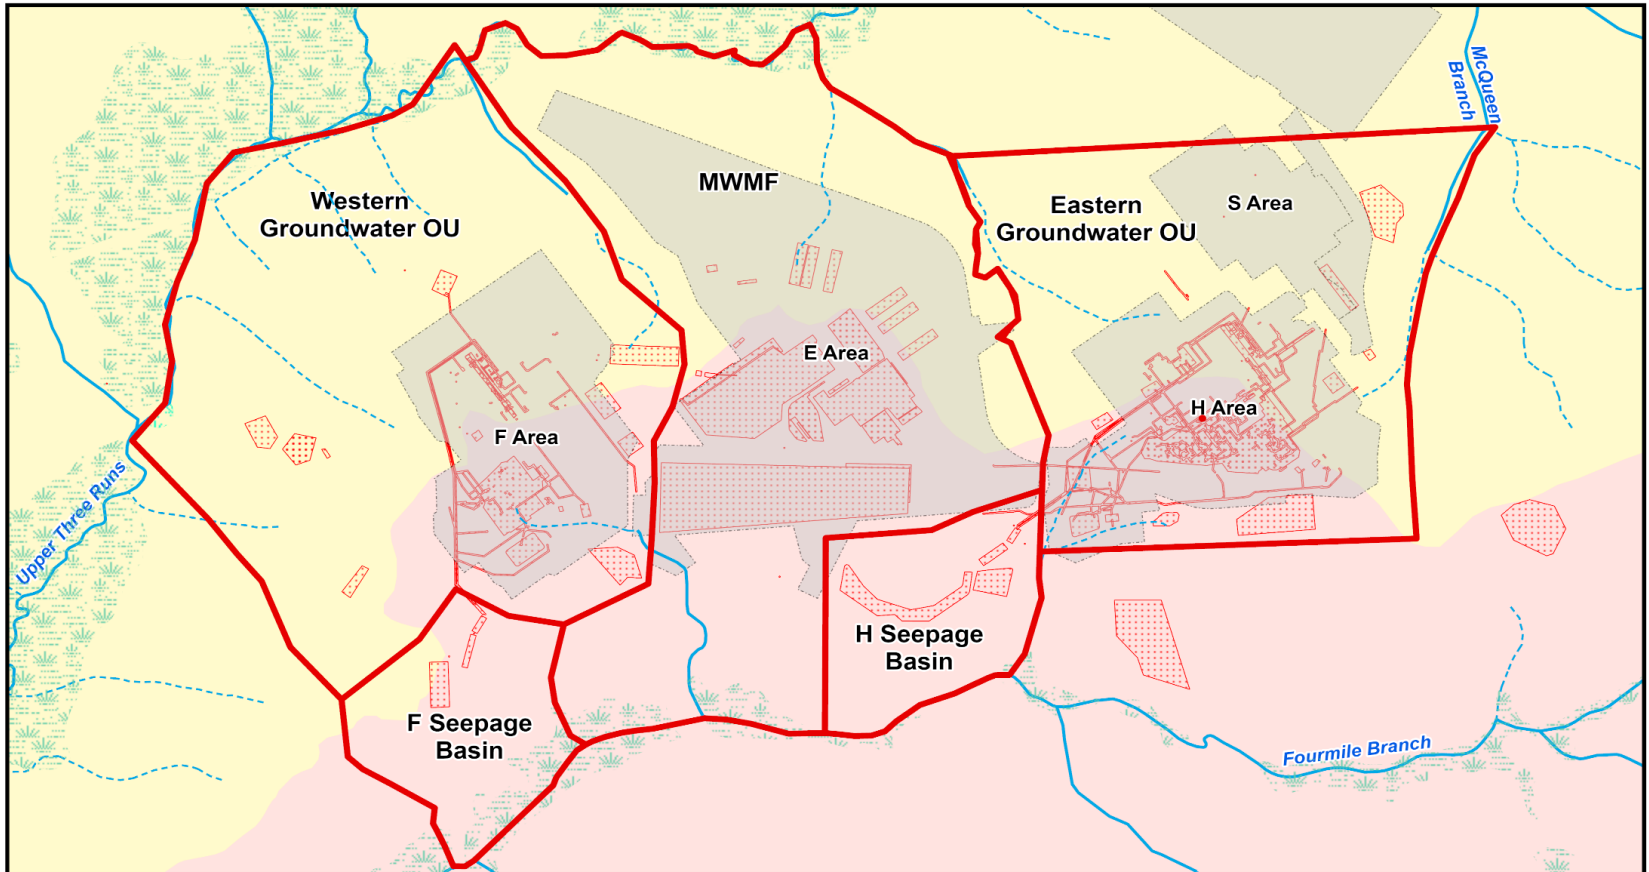 McQueen
Branch
MWMF
Western
Groundwater OU
Eastern
Groundwater OU
S Area
E Area
H Area
F Area
Upper Three Runs
H Seepage
Basin
F Seepage
Basin
Fourmile Branch